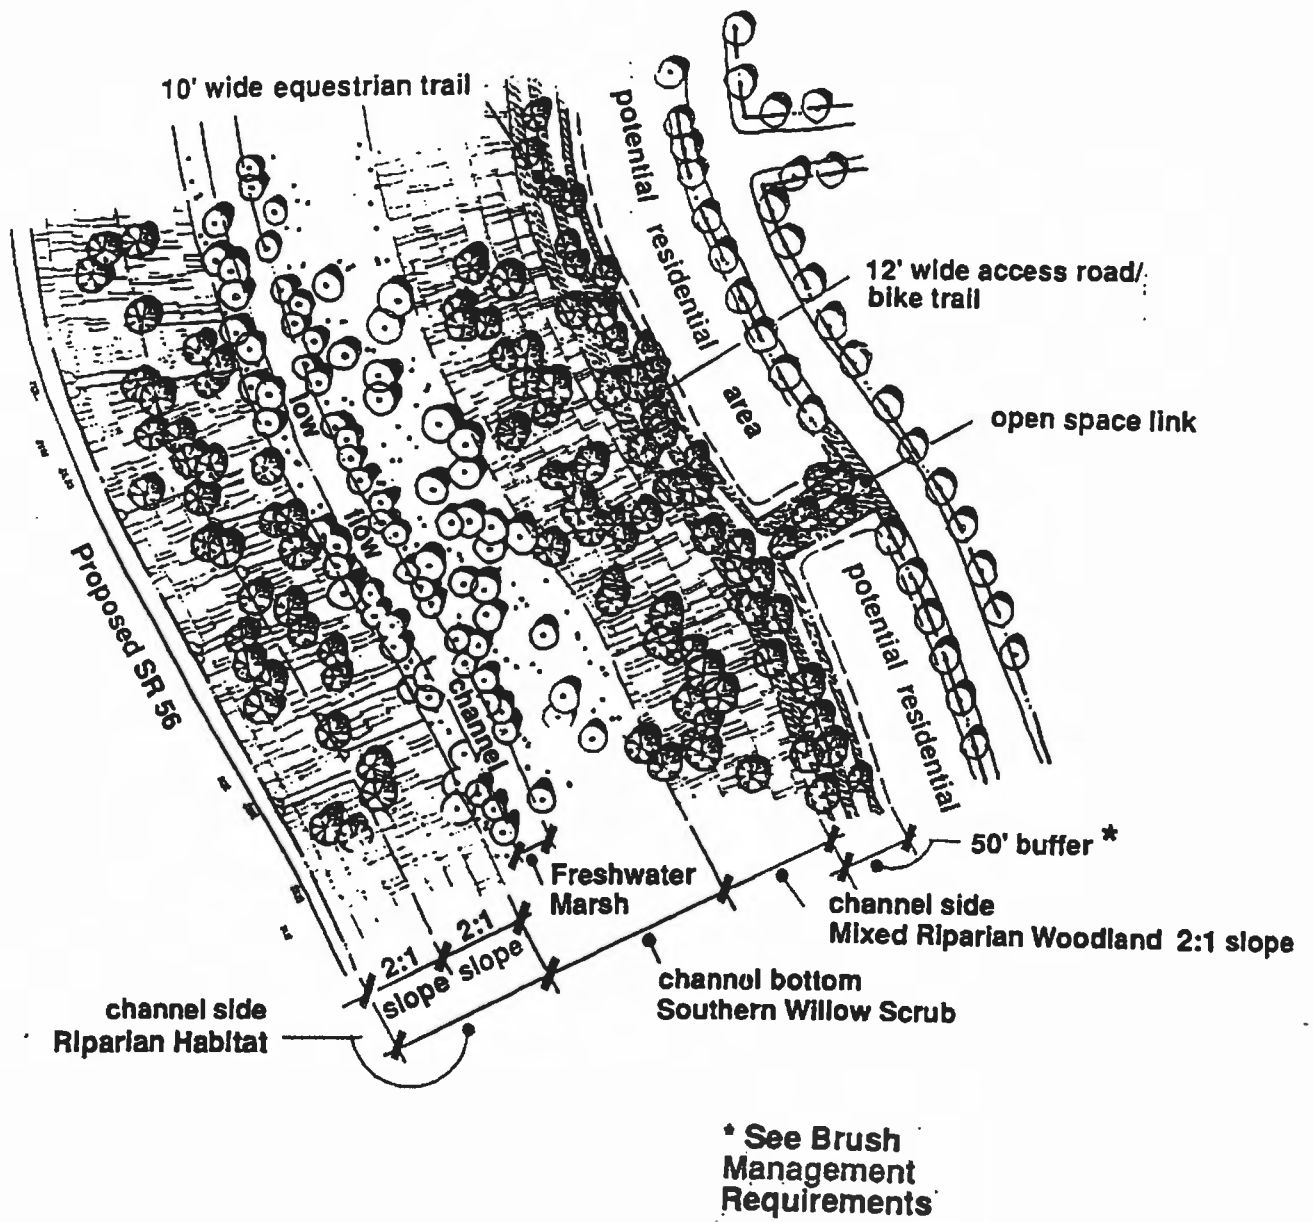 10' wide equestrian trail
potential residential
area
12' wide access road/
bike trail
open space link
low
flow
channel
Proposed SR 56
potential residential
50' buffer *
Freshwater
Marsh
channel side
Mixed Riparian Woodland 2:1 slope
2:1
slope
2:1
slope
channel bottom
Southern Willow Scrub
channel side
Riparian Habitat
* See Brush
Management
Requirements